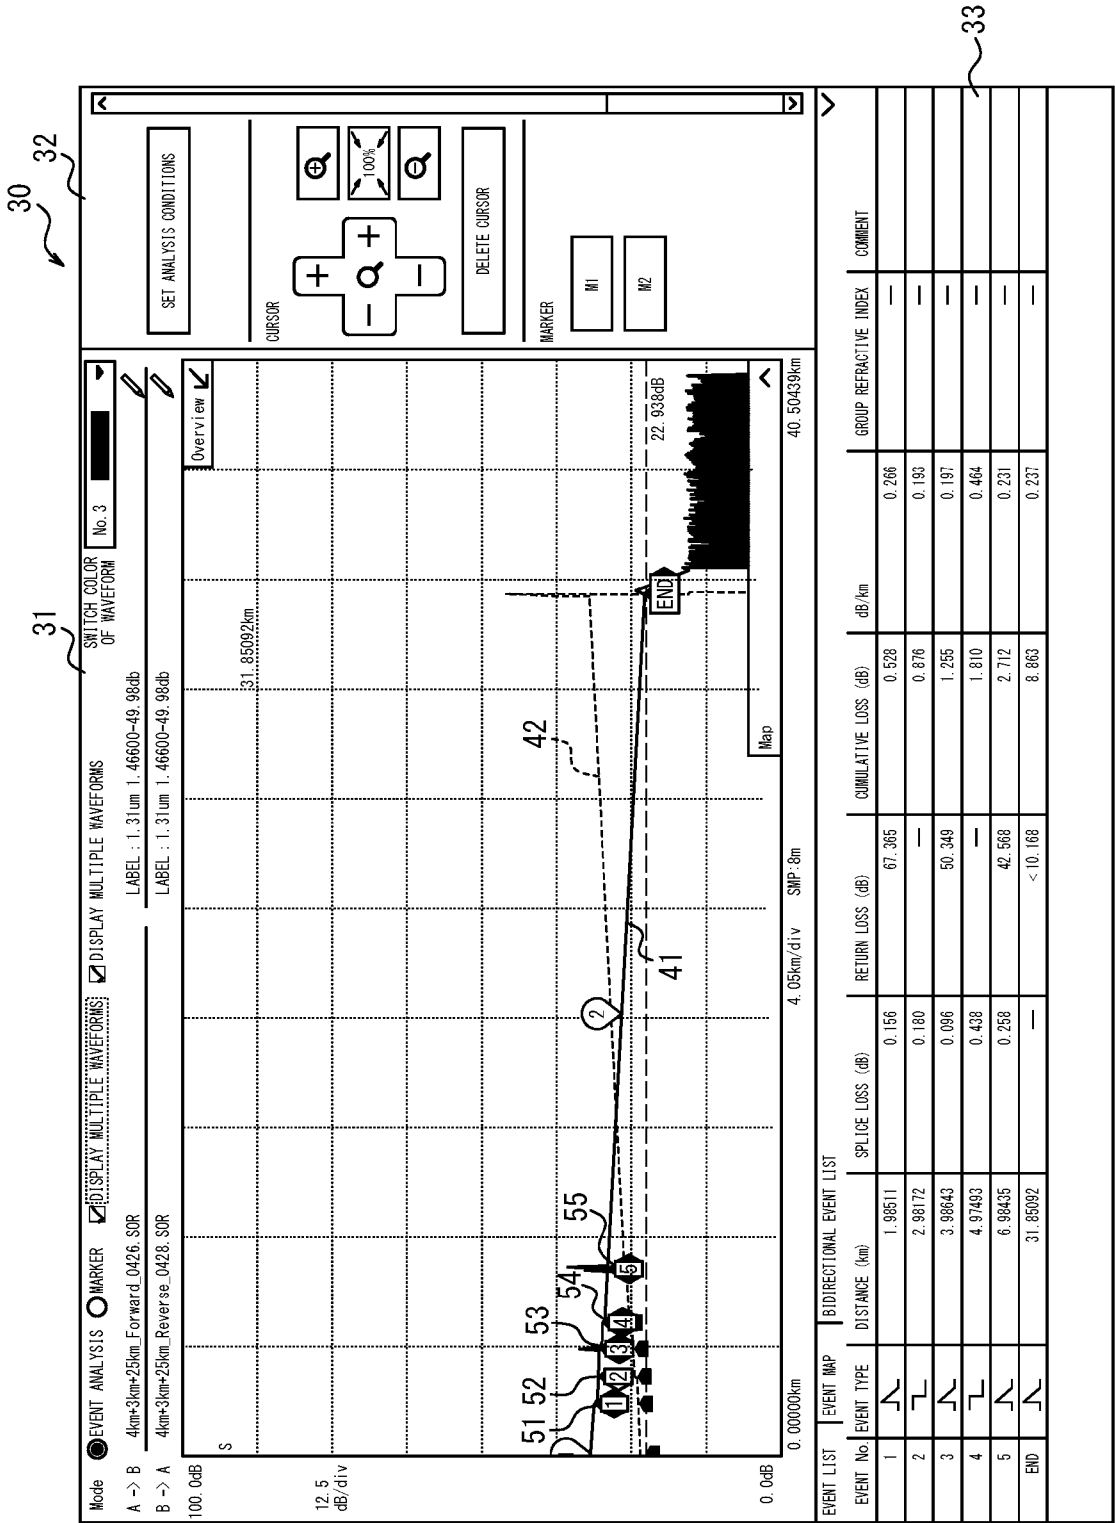 30
31
32
Mode EVENT ANALYSIS MARKER DISPLAY MULTIPLE WAVEFORMS DISPLAY MULTIPLE WAVEFORMS SWITCH COLOR OF WAVEFORM No. 3
A -> B 4km+3km+25km_Forward_0426.SOR LABEL : 1.31um 1.46600-49.98db
B -> A 4km+3km+25km_Reverse_0428.SOR LABEL : 1.31um 1.46600-49.98db
100.0dB
S
12.5
dB/div
0.0dB
Overview
31.85092km
22.938dB
51 52 53 54 55
1 2 3 4 5
2
41
42
END
Map
0.00000km 4.05km/div SMP:8m 40.50439km
SET ANALYSIS CONDITIONS
CURSOR
+
− +
−
+
100%
−
DELETE CURSOR
MARKER
M1
M2
EVENT LIST EVENT MAP BIDIRECTIONAL EVENT LIST
EVENT No. EVENT TYPE DISTANCE (km) SPLICE LOSS (dB) RETURN LOSS (dB) CUMULATIVE LOSS (dB) dB/km GROUP REFRACTIVE INDEX COMMENT
1 1.98511 0.156 67.365 0.528 0.266 —
2 2.98172 0.180 — 0.876 0.193 —
3 3.98643 0.096 50.349 1.255 0.197 —
4 4.97493 0.438 — 1.810 0.464 —
5 6.98435 0.258 42.568 2.712 0.231 —
END 31.85092 — <10.168 8.863 0.237 —
33